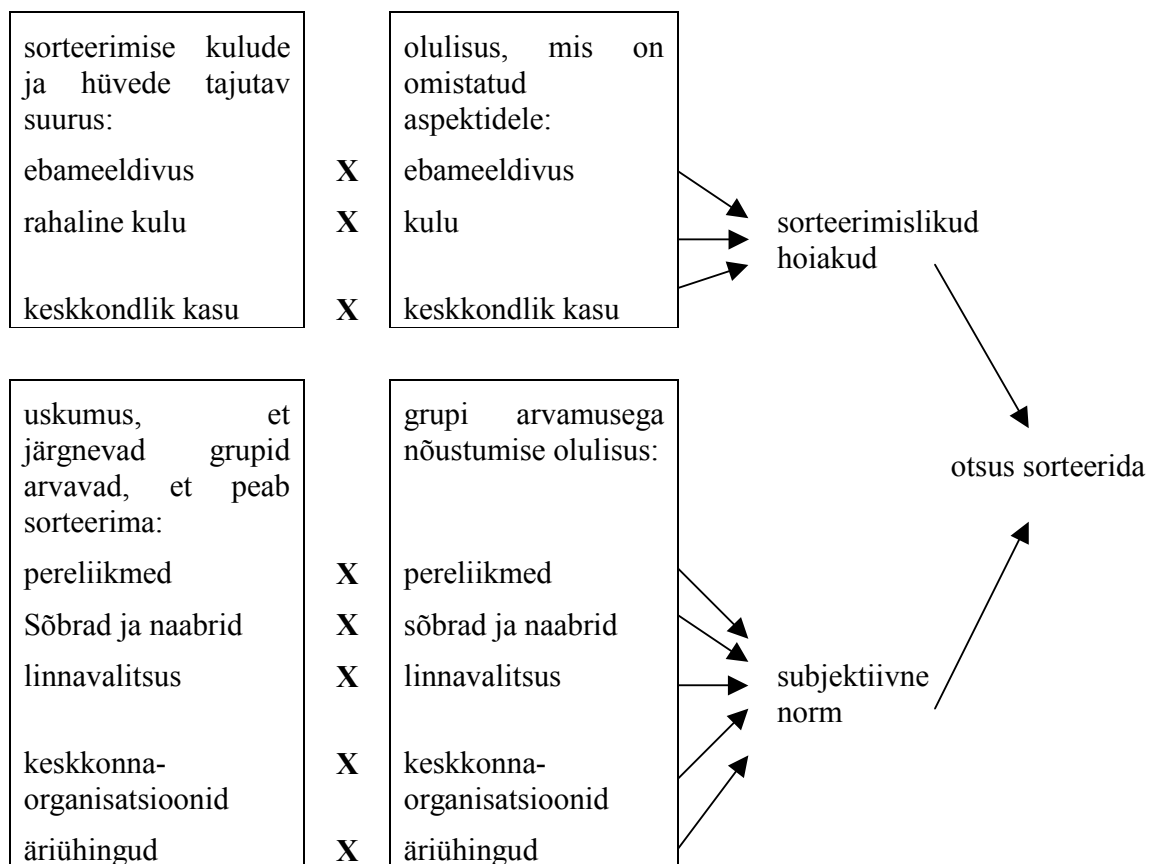 sorteerimise kulude
ja hüvede tajutav
suurus:
ebameeldivus
rahaline kulu
keskkondlik kasu
X
X
X
olulisus, mis on
omistatud
aspektidele:
ebameeldivus
kulu
keskkondlik kasu
sorteerimislikud
hoiakud
uskumus, et
järgnevad grupid
arvavad, et peab
sorteerima:
pereliikmed
Sõbrad ja naabrid
linnavalitsus
keskkonna-
organisatsioonid
äriühingud
X
X
X
X
X
grupi arvamusega
nõustumise olulisus:
pereliikmed
sõbrad ja naabrid
linnavalitsus
keskkonna-
organisatsioonid
äriühingud
subjektiivne
norm
otsus sorteerida